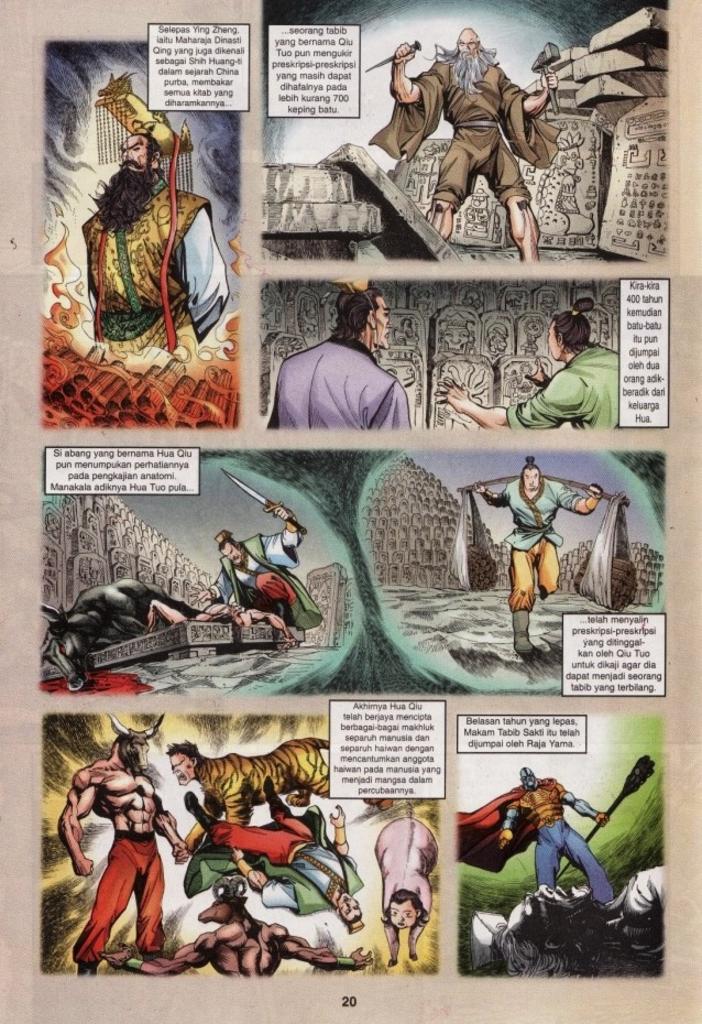 Selepas Ying Zheng,
iaitu Maharaja Dinasti
Qing yang juga dikenali
sebagai Shih Huang-ti
dalam sejarah China
purba, membakar
semua kitab yang
diharamkannya...
...seorang tabib
yang bernama Qiu
Tuo pun mengukir
preskripsi-preskripsi
yang masih dapat
dihafalnya pada
lebih kurang 700
keping batu.
Kira-kira
400 tahun
kemudian
batu-batu
itu pun
dijumpai
oleh dua
orang adik-
beradik dari
keluarga
Hua.
Si abang yang bernama Hua Qiu
pun menumpukan perhatiannya
pada pengkajian anatomi.
Manakala adiknya Hua Tuo pula...
...telah menyalin
preskripsi-preskripsi
yang ditinggal-
kan oleh Qiu Tuo
untuk dikaji agar dia
dapat menjadi seorang
tabib yang terbilang.
Akhirnya Hua Qiu
telah berjaya mencipta
berbagai-bagai makhluk
separuh manusia dan
separuh haiwan dengan
mencantumkan anggota
haiwan pada manusia yang
menjadi mangsa dalam
percubaannya.
Belasan tahun yang lepas,
Makam Tabib Sakti itu telah
dijumpai oleh Raja Yama.
20